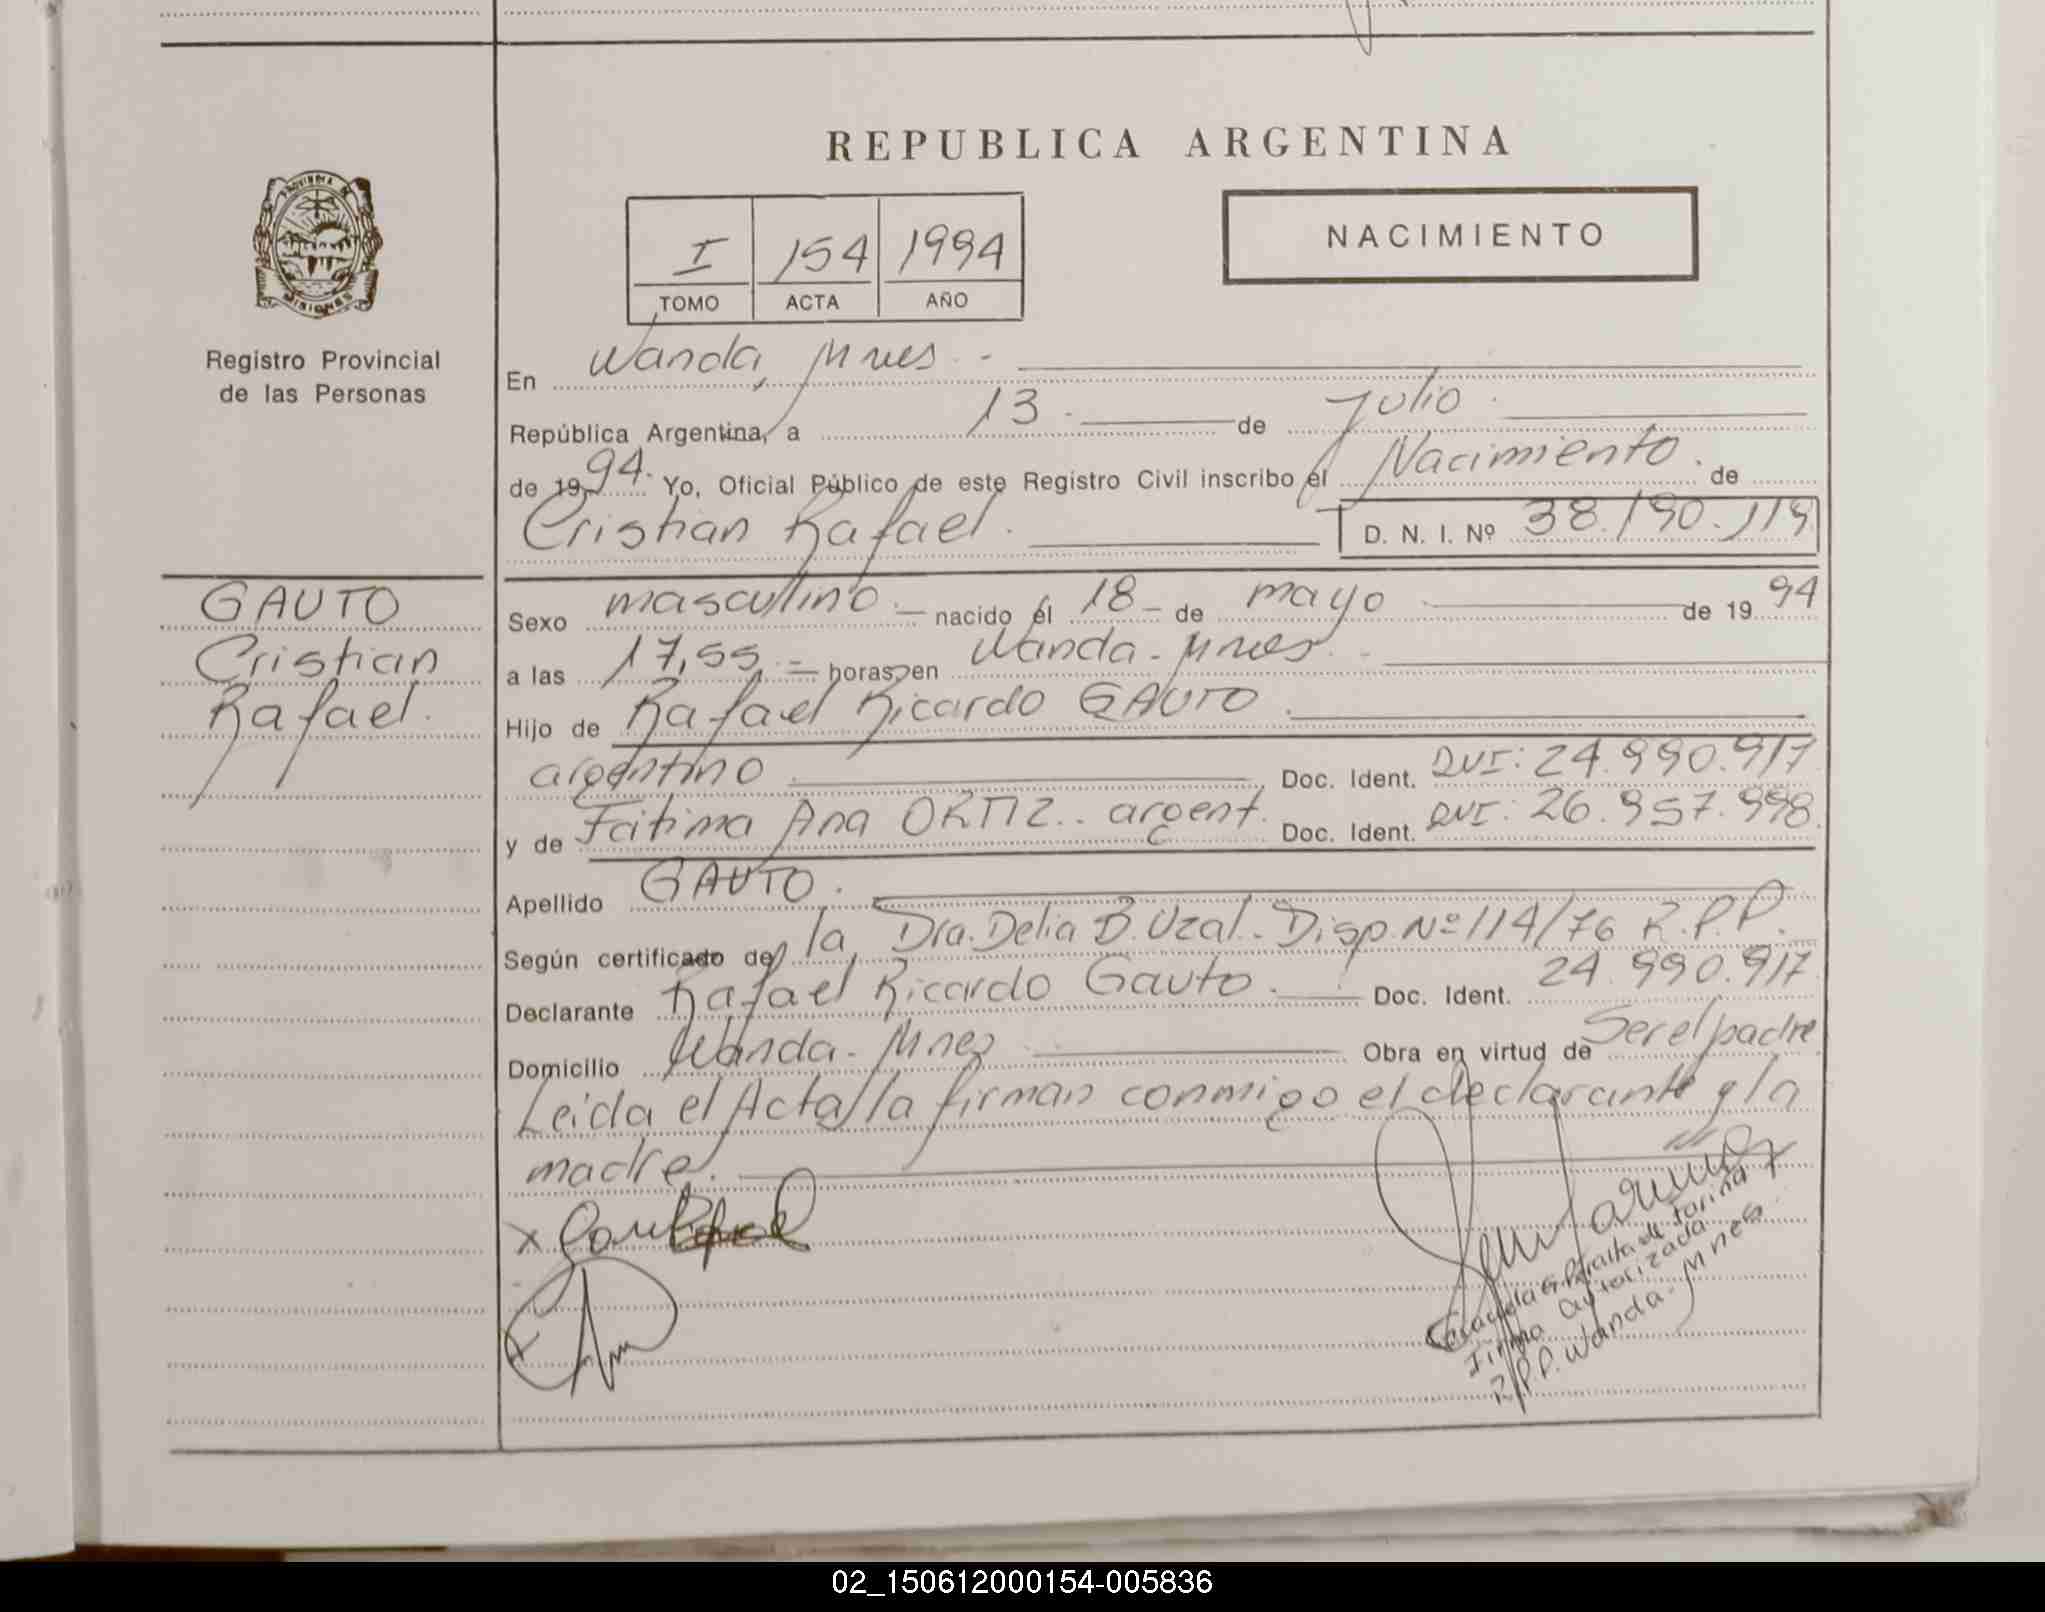 REPUBLICA ARGENTINA
NACIMIENTO
I 154 1994
TOMO ACTA AÑO
Registro Provincial
de las Personas
GAUTO
Cristian
Rafael.
En Wanda, Mnes -
República Argentina, a 13 de Julio
de 1994. Yo, Oficial Público de este Registro Civil inscribo el Nacimiento. de
Cristian Rafael. D. N. I. Nº 38.190.119
Sexo masculino - nacido el 18 - de mayo de 1994
a las 17,55 - horas en Wanda - Mnes -
Hijo de Rafael Ricardo GAUTO.
argentino Doc. Ident. DNI: 24.990.917
y de Fátima Ana ORTIZ.. argent. Doc. Ident. DNI: 26.957.998
Apellido GAUTO.
Según certificado de la Dra. Delia B. Uzal - Disp. Nº 114/76 R.P.P.
Declarante Rafael Ricardo Gauto. Doc. Ident. 24.990.917
Domicilio Wanda - Mnes Obra en virtud de Ser el padre
Leida el Acta la firman conmigo el declarante y la
madre.
x
Graciela G. Peralta de Farina
Firma autorizada
R.P.P. Wanda - Mnes
02_150612000154-005836